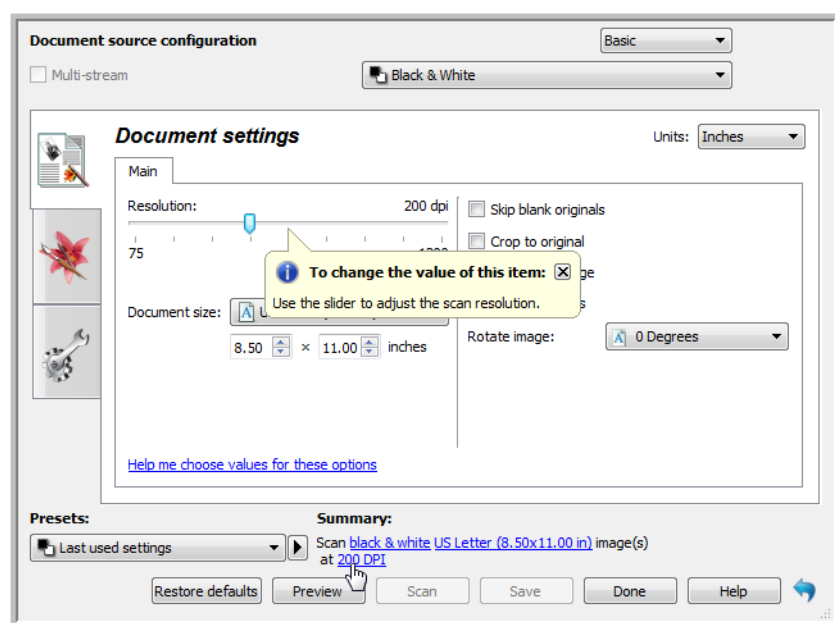 Document source configuration
Basic
Multi-stream
Black & White
Document settings
Units: Inches
Main
Resolution: 200 dpi
Skip blank originals
75
Crop to original
To change the value of this item:
Use the slider to adjust the scan resolution.
Document size:
8.50 × 11.00 inches
Rotate image: 0 Degrees
Help me choose values for these options
Presets:
Summary:
Last used settings
Scan black & white US Letter (8.50x11.00 in) image(s)
at 200 DPI
Restore defaults
Preview
Scan
Save
Done
Help